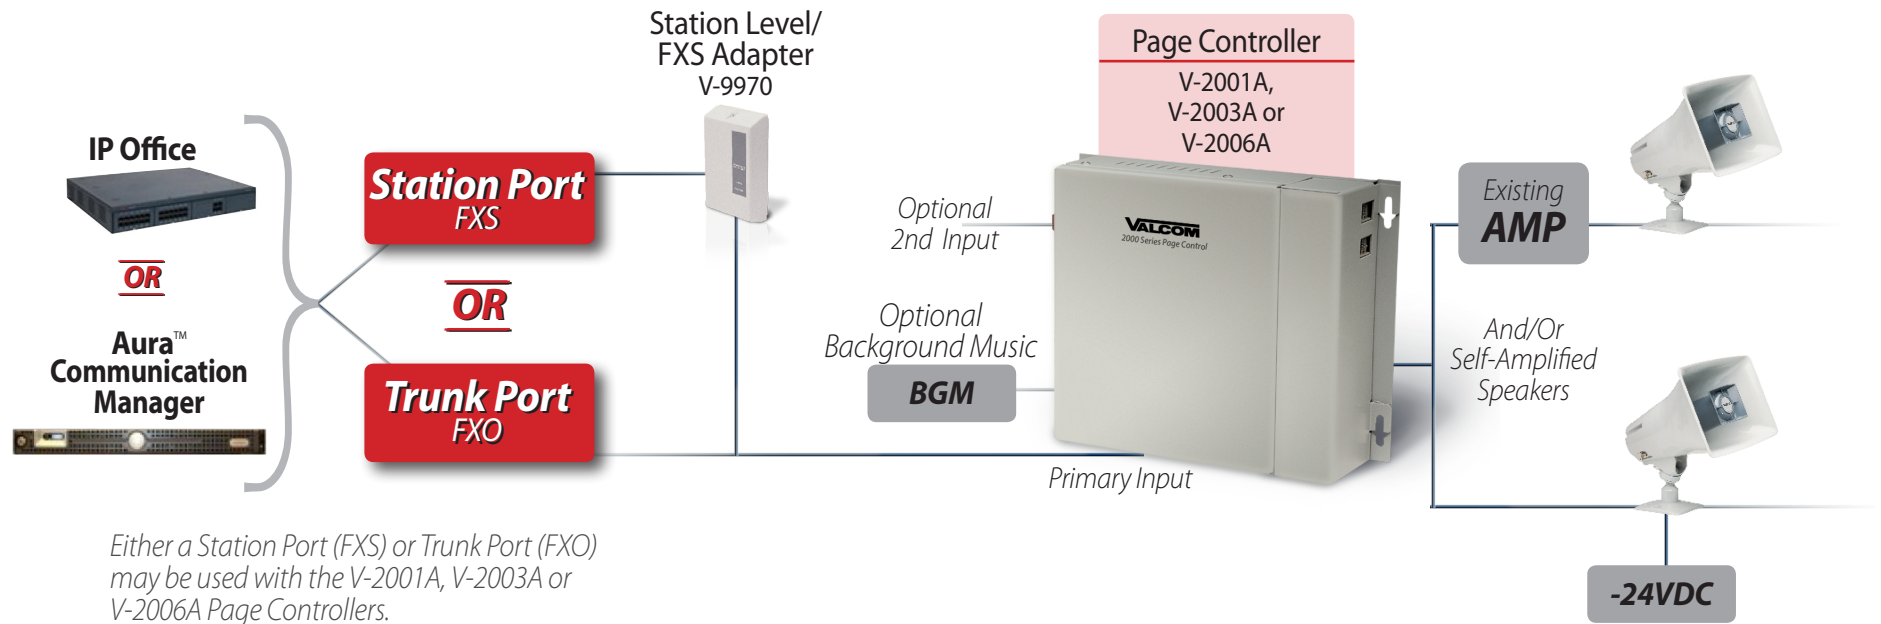 Station Level/
FXS Adapter
V-9970
Page Controller
V-2001A,
V-2003A or
V-2006A
IP Office
OR
Aura™
Communication
Manager
Station Port
FXS
OR
Trunk Port
FXO
Optional
2nd Input
Optional
Background Music
BGM
VALCOM
2000 Series Page Control
Primary Input
Existing
AMP
And/Or
Self-Amplified
Speakers
-24VDC
Either a Station Port (FXS) or Trunk Port (FXO)
may be used with the V-2001A, V-2003A or
V-2006A Page Controllers.